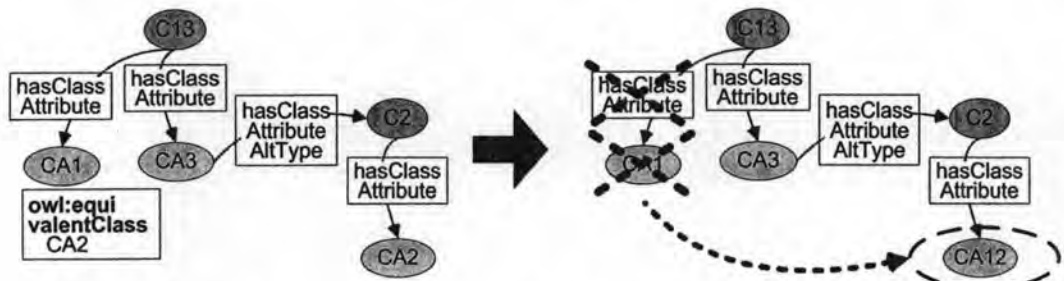 C13
hasClass
Attribute
hasClass
Attribute
CA1
CA3
hasClass
Attribute
AltType
C2
hasClass
Attribute
CA2
owl:equi
valentClass
CA2
C13
hasClass
Attribute
hasClass
Attribute
CA3
hasClass
Attribute
AltType
C2
hasClass
Attribute
CA12